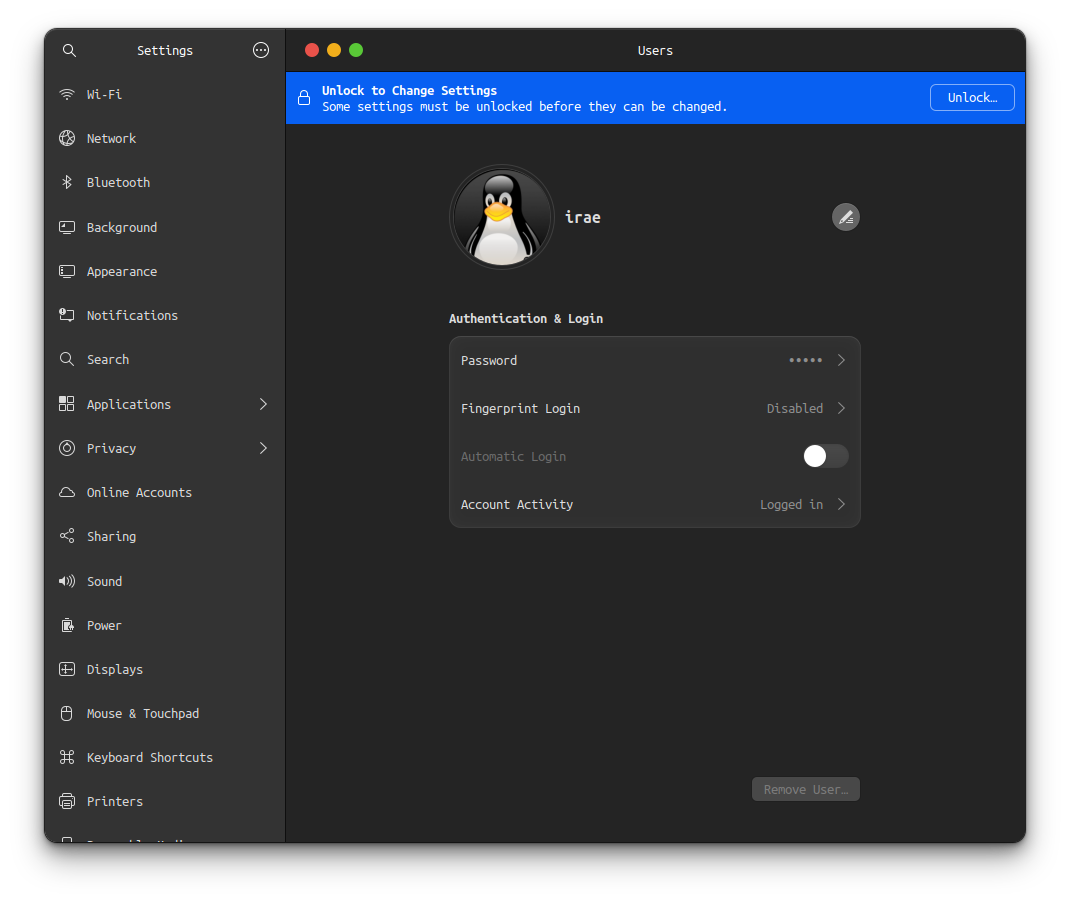 Settings
Users
Unlock to Change Settings
Some settings must be unlocked before they can be changed.
Unlock…
Wi-Fi
Network
Bluetooth
Background
Appearance
Notifications
Search
Applications
Privacy
Online Accounts
Sharing
Sound
Power
Displays
Mouse & Touchpad
Keyboard Shortcuts
Printers
irae
Authentication & Login
Password •••••
Fingerprint Login Disabled
Automatic Login
Account Activity Logged in
Remove User…